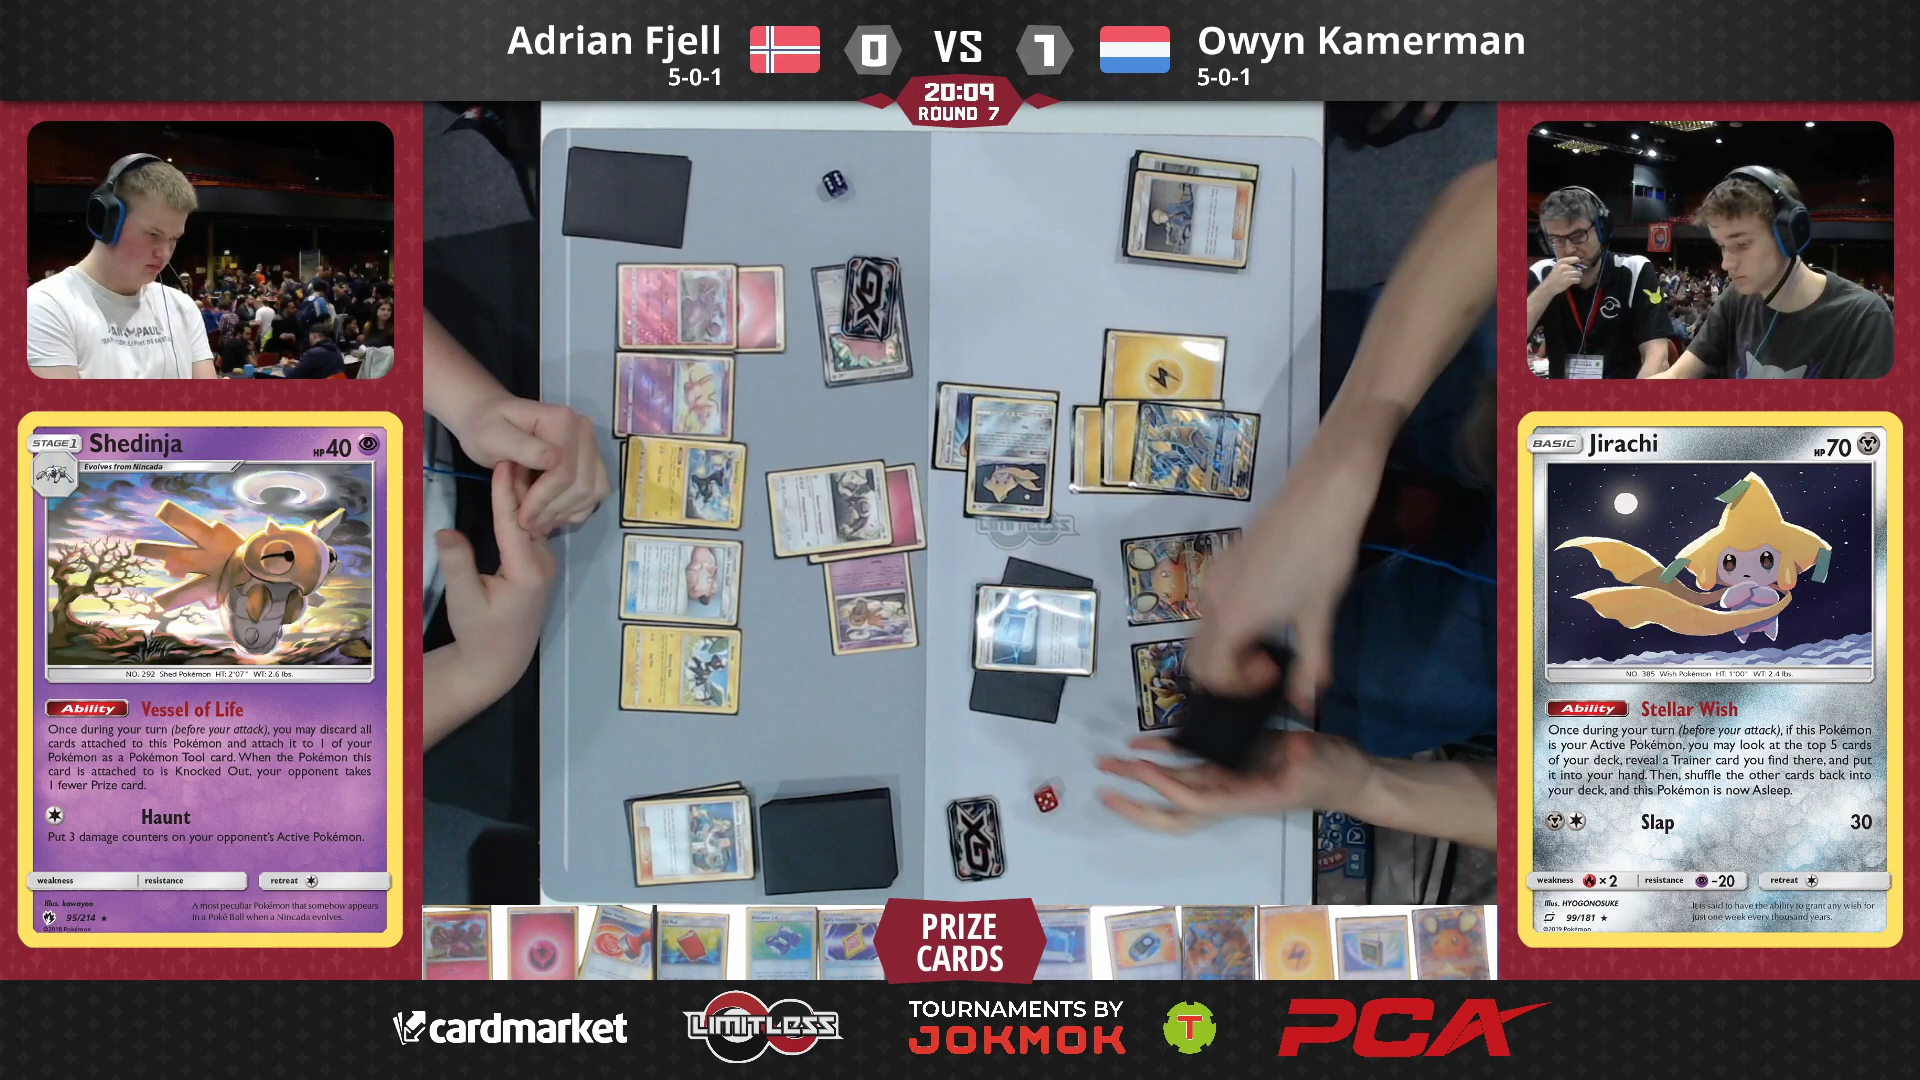 Adrian Fjell
5-0-1
0
VS
1
Owyn Kamerman
5-0-1
20:09
ROUND 7
STAGE1
Shedinja
HP40
Evolves from Nincada
NO. 292 Shed Pokémon HT: 2'07" WT: 2.6 lbs.
Ability
Vessel of Life
Once during your turn (before your attack), you may discard all
cards attached to this Pokémon and attach it to 1 of your
Pokémon as a Pokémon Tool card. When the Pokémon this
card is attached to is Knocked Out, your opponent takes
1 fewer Prize card.
Haunt
Put 3 damage counters on your opponent's Active Pokémon.
weakness
resistance
retreat
Illus. kawayoo
95/214
©2019 Pokémon
A most peculiar Pokémon that somehow appears
in a Poké Ball when a Nincada evolves.
GX
LIMITLESS
GX
BASIC
Jirachi
HP70
NO. 385 Wish Pokémon HT: 1'00" WT: 2.4 lbs.
Ability
Stellar Wish
Once during your turn (before your attack), if this Pokémon
is your Active Pokémon, you may look at the top 5 cards
of your deck, reveal a Trainer card you find there, and put
it into your hand. Then, shuffle the other cards back into
your deck, and this Pokémon is now Asleep.
Slap
30
weakness ×2
resistance -20
retreat
Illus. HYOGONOSUKE
99/181
©2019 Pokémon
It is said to have the ability to grant any wish for
just one week every thousand years.
PRIZE
CARDS
cardmarket
LIMITLESS
TOURNAMENTS BY
JOKMOK
T
PCA